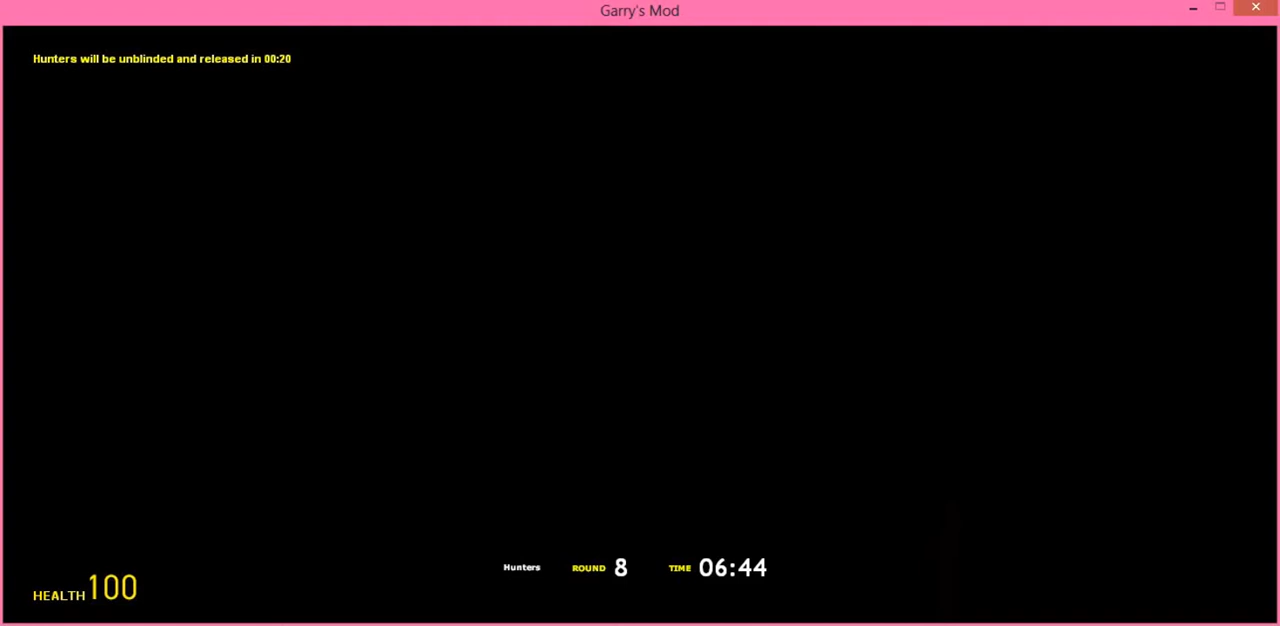 Garry's Mod
Hunters will be unblinded and released in 00:20
Hunters ROUND 8 TIME 06:44
HEALTH 100